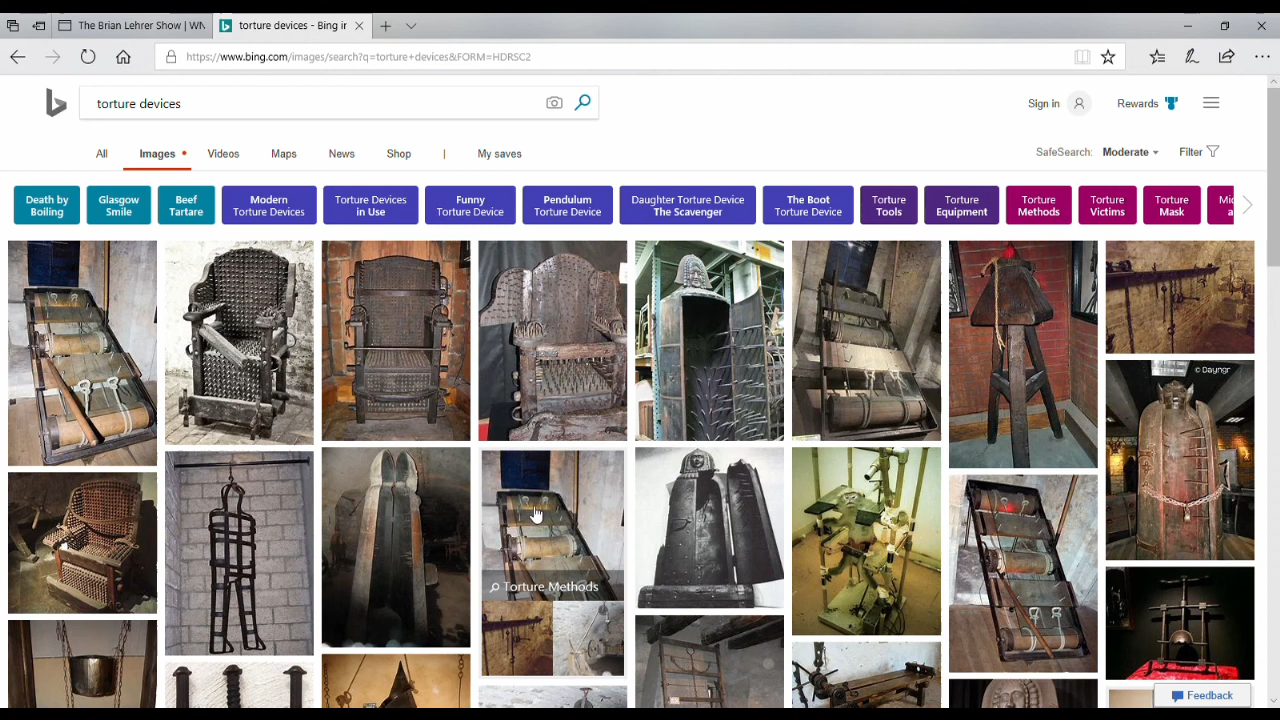 The Brian Lehrer Show | WN
torture devices - Bing in
https://www.bing.com/images/search?q=torture+devices&FORM=HDRSC2
torture devices
Sign in
Rewards
All
Images
Videos
Maps
News
Shop
|
My saves
SafeSearch:
Moderate
Filter
Death by
Boiling
Glasgow
Smile
Beef
Tartare
Modern
Torture Devices
Torture Devices
in Use
Funny
Torture Device
Pendulum
Torture Device
Daughter Torture Device
The Scavenger
The Boot
Torture Device
Torture
Tools
Torture
Equipment
Torture
Methods
Torture
Victims
Torture
Mask
© Dayngr
Torture Methods
Feedback